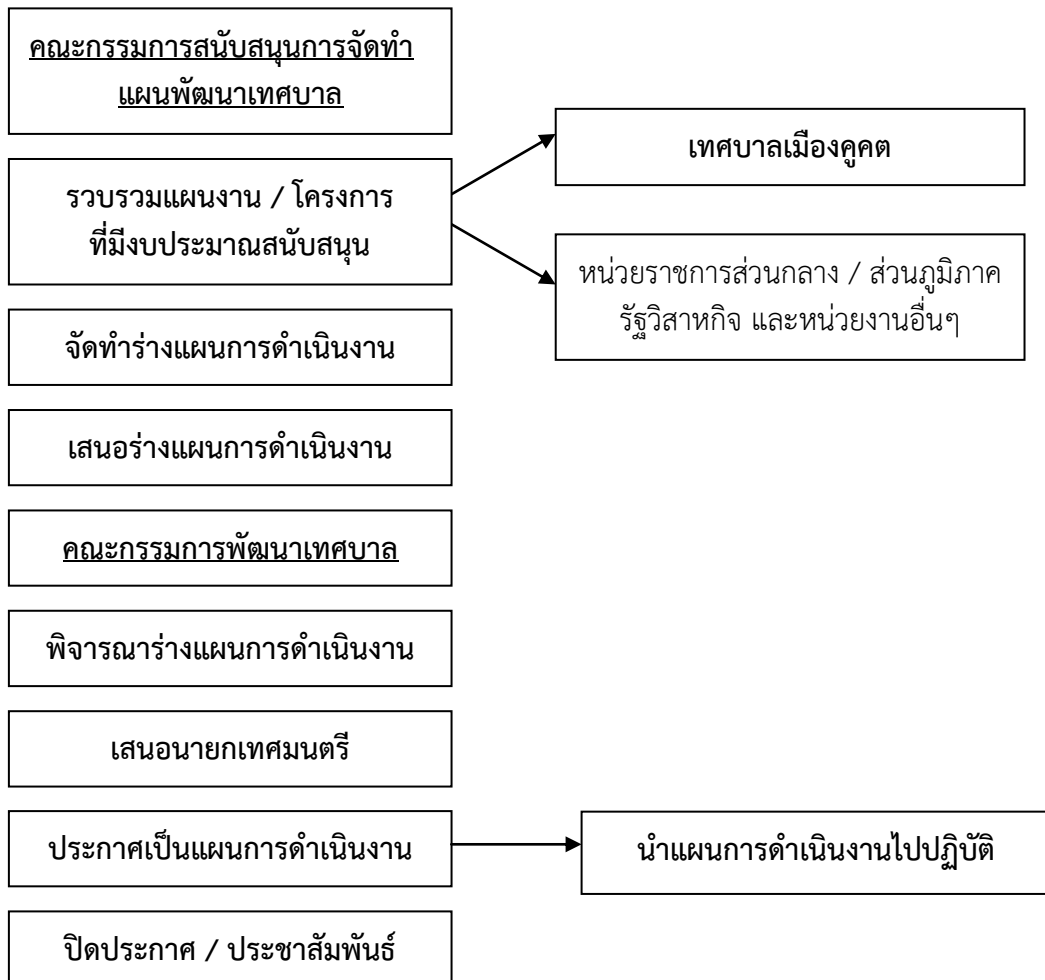 คณะกรรมการสนับสนุนการจัดทำ
แผนพัฒนาเทศบาล
รวบรวมแผนงาน / โครงการ
ที่มีงบประมาณสนับสนุน
เทศบาลเมืองคูคต
หน่วยราชการส่วนกลาง / ส่วนภูมิภาค
รัฐวิสาหกิจ และหน่วยงานอื่นๆ
จัดทำร่างแผนการดำเนินงาน
เสนอร่างแผนการดำเนินงาน
คณะกรรมการพัฒนาเทศบาล
พิจารณาร่างแผนการดำเนินงาน
เสนอนายกเทศมนตรี
ประกาศเป็นแผนการดำเนินงาน
นำแผนการดำเนินงานไปปฏิบัติ
ปิดประกาศ / ประชาสัมพันธ์